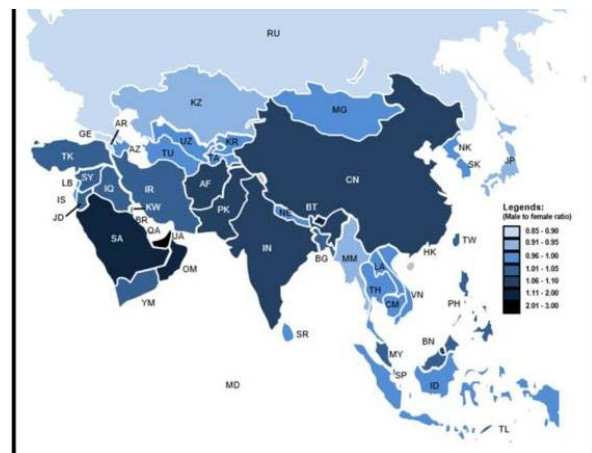 RU
KZ
MG
AR
GE
AZ
UZ
KR
TU
TA
NK
SK
JP
TK
SY
LB
IQ
IS
JD
IR
AF
CN
KW
BR
QA
UA
PK
NE
BT
SA
OM
IN
BG
MM
LA
HK
TW
YM
TH
VN
CM
PH
SR
MY
BN
SP
MD
ID
TL
Legends:
(Male to female ratio)
0.85 - 0.90
0.91 - 0.95
0.96 - 1.00
1.01 - 1.05
1.06 - 1.10
1.11 - 2.00
2.01 - 3.00